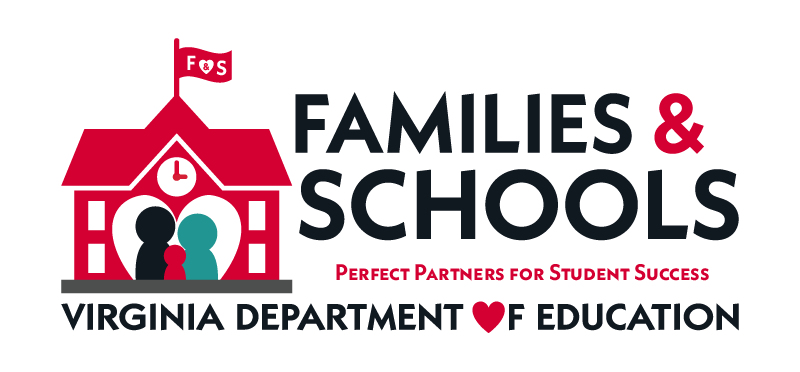 F&S
FAMILIES &
SCHOOLS
PERFECT PARTNERS FOR STUDENT SUCCESS
VIRGINIA DEPARTMENT ♥F EDUCATION